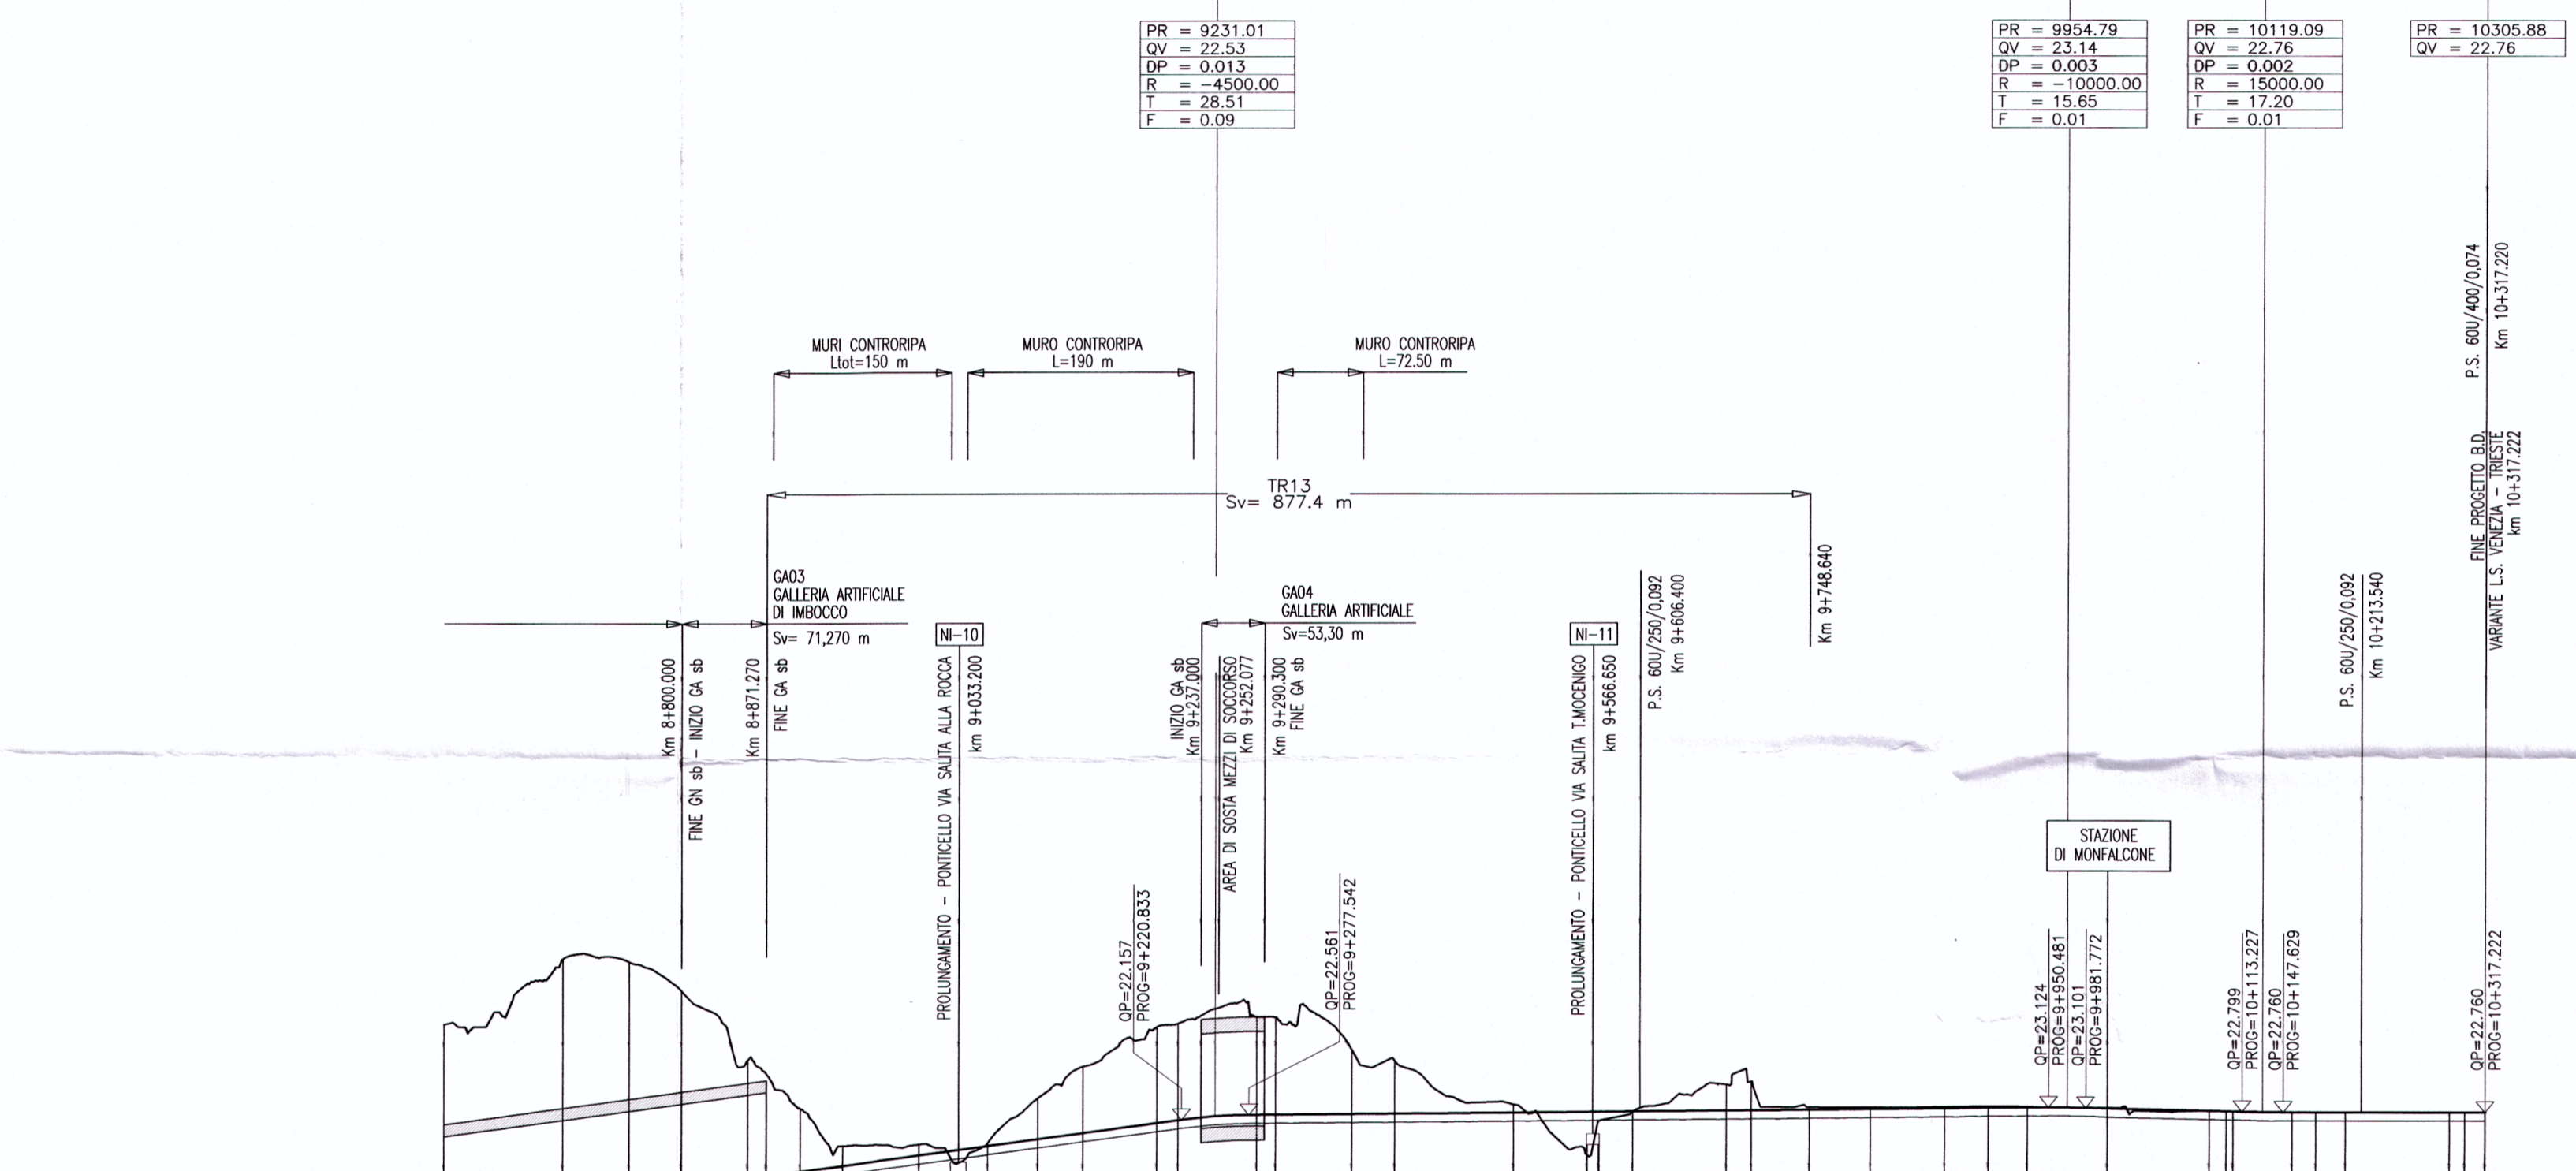 PR = 9231.01
QV = 22.53
DP = 0.013
R = -4500.00
T = 28.51
F = 0.09
PR = 9954.79
QV = 23.14
DP = 0.003
R = -10000.00
T = 15.65
F = 0.01
PR = 10119.09
QV = 22.76
DP = 0.002
R = 15000.00
T = 17.20
F = 0.01
PR = 10305.88
QV = 22.76
MURI CONTRORIPA
Ltot=150 m
MURO CONTRORIPA
L=190 m
MURO CONTRORIPA
L=72.50 m
P.S. 60U/400/0,074
Km 10+317.220
TR13
Sv= 877.4 m
FINE PROGETTO B.D.
VARIANTE L.S. VENEZIA - TRIESTE
km 10+317.222
GA03
GALLERIA ARTIFICIALE
DI IMBOCCO
Sv= 71,270 m
GA04
GALLERIA ARTIFICIALE
Sv=53,30 m
Km 9+748.640
Km 8+800.000
FINE GN sb - INIZIO GA sb
Km 8+871.270
FINE GA sb
NI-10
PROLUNGAMENTO - PONTICELLO VIA SALITA ALLA ROCCA
km 9+033.200
INIZIO GA sb
Km 9+237.000
AREA DI SOSTA MEZZI DI SOCCORSO
Km 9+252.077
Km 9+290.300
FINE GA sb
NI-11
PROLUNGAMENTO - PONTICELLO VIA SALITA T.MOCENIGO
km 9+566.650
P.S. 60U/250/0,092
Km 9+606.400
P.S. 60U/250/0,092
Km 10+213.540
STAZIONE
DI MONFALCONE
QP=22.157
PROG=9+220.833
QP=22.561
PROG=9+277.542
QP=23.124
PROG=9+950.481
QP=23.101
PROG=9+981.772
QP=22.799
PROG=10+113.227
QP=22.760
PROG=10+147.629
QP=22.760
PROG=10+317.222